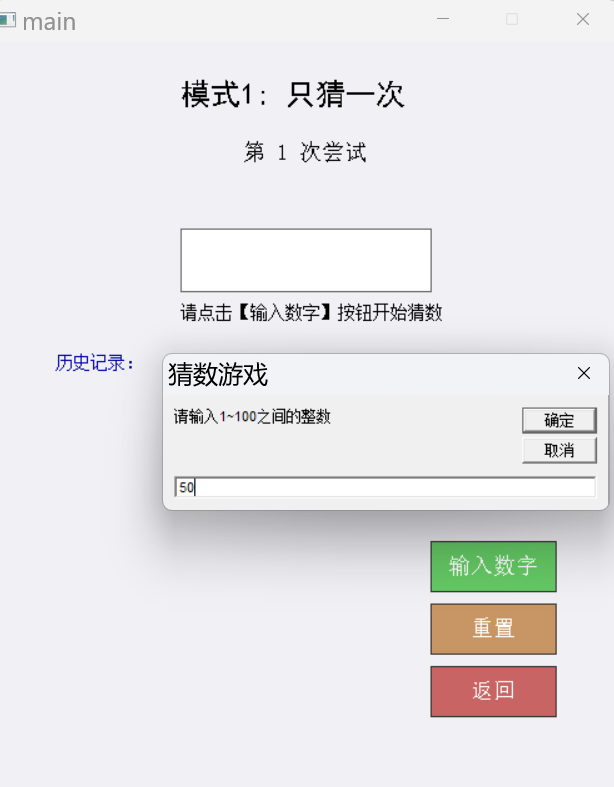 main
模式1: 只猜一次
第 1 次尝试
请点击【输入数字】按钮开始猜数
历史记录:
猜数游戏
请输入1~100之间的整数
确定
取消
50
输入数字
重置
返回